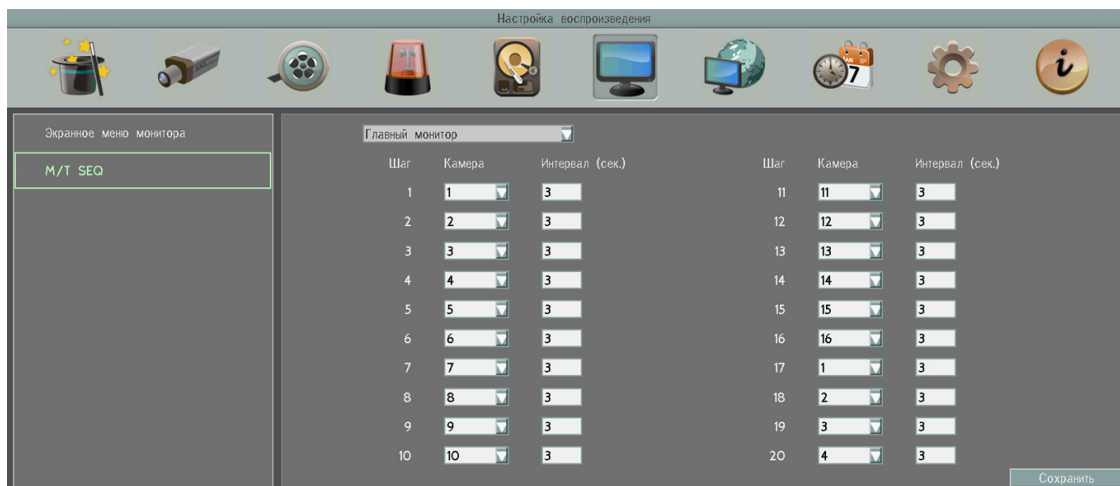 Настройка воспроизведения
JAN
7
i
Экранное меню монитора
M/T SEQ
Главный монитор
Шаг Камера Интервал (сек.) Шаг Камера Интервал (сек.)
1 1 3 11 11 3
2 2 3 12 12 3
3 3 3 13 13 3
4 4 3 14 14 3
5 5 3 15 15 3
6 6 3 16 16 3
7 7 3 17 1 3
8 8 3 18 2 3
9 9 3 19 3 3
10 10 3 20 4 3
Сохранить